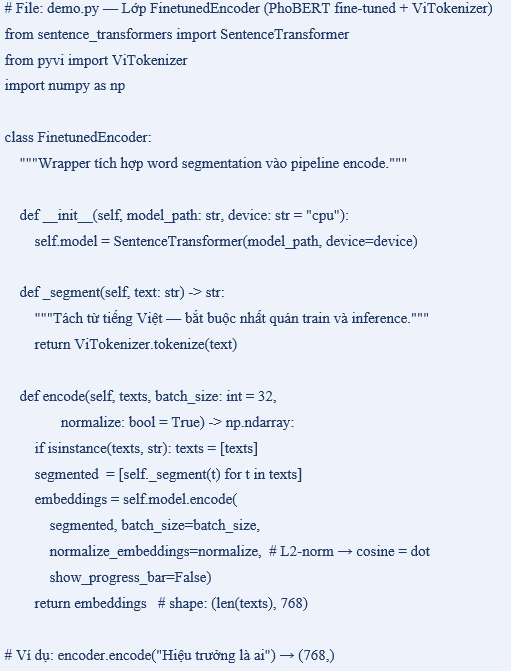 # File: demo.py — Lớp FinetunedEncoder (PhoBERT fine-tuned + ViTokenizer)
from sentence_transformers import SentenceTransformer
from pyvi import ViTokenizer
import numpy as np

class FinetunedEncoder:
    """Wrapper tích hợp word segmentation vào pipeline encode."""

    def __init__(self, model_path: str, device: str = "cpu"):
        self.model = SentenceTransformer(model_path, device=device)

    def _segment(self, text: str) -> str:
        """Tách từ tiếng Việt — bắt buộc nhất quán train và inference."""
        return ViTokenizer.tokenize(text)

    def encode(self, texts, batch_size: int = 32,
               normalize: bool = True) -> np.ndarray:
        if isinstance(texts, str): texts = [texts]
        segmented  = [self._segment(t) for t in texts]
        embeddings = self.model.encode(
            segmented, batch_size=batch_size,
            normalize_embeddings=normalize,  # L2-norm → cosine = dot
            show_progress_bar=False)
        return embeddings   # shape: (len(texts), 768)

# Ví dụ: encoder.encode("Hiệu trưởng là ai") → (768,)